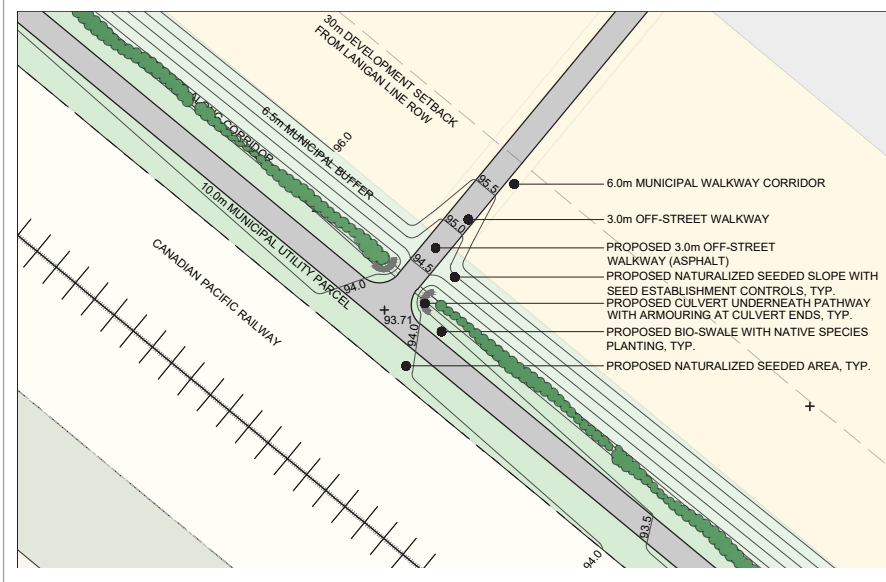 30m DEVELOPMENT SETBACK
FROM LANIGAN LINE ROW
ALONG CORRIDOR
6.5m MUNICIPAL BUFFER
96.0
10.0m MUNICIPAL UTILITY PARCEL
CANADIAN PACIFIC RAILWAY
95.5
95.0
94.5
94.0
93.71
94.0
93.5
94.0
6.0m MUNICIPAL WALKWAY CORRIDOR
3.0m OFF-STREET WALKWAY
PROPOSED 3.0m OFF-STREET
WALKWAY (ASPHALT)
PROPOSED NATURALIZED SEEDED SLOPE WITH
SEED ESTABLISHMENT CONTROLS, TYP.
PROPOSED CULVERT UNDERNEATH PATHWAY
WITH ARMOURING AT CULVERT ENDS, TYP.
PROPOSED BIO-SWALE WITH NATIVE SPECIES
PLANTING, TYP.
PROPOSED NATURALIZED SEEDED AREA, TYP.